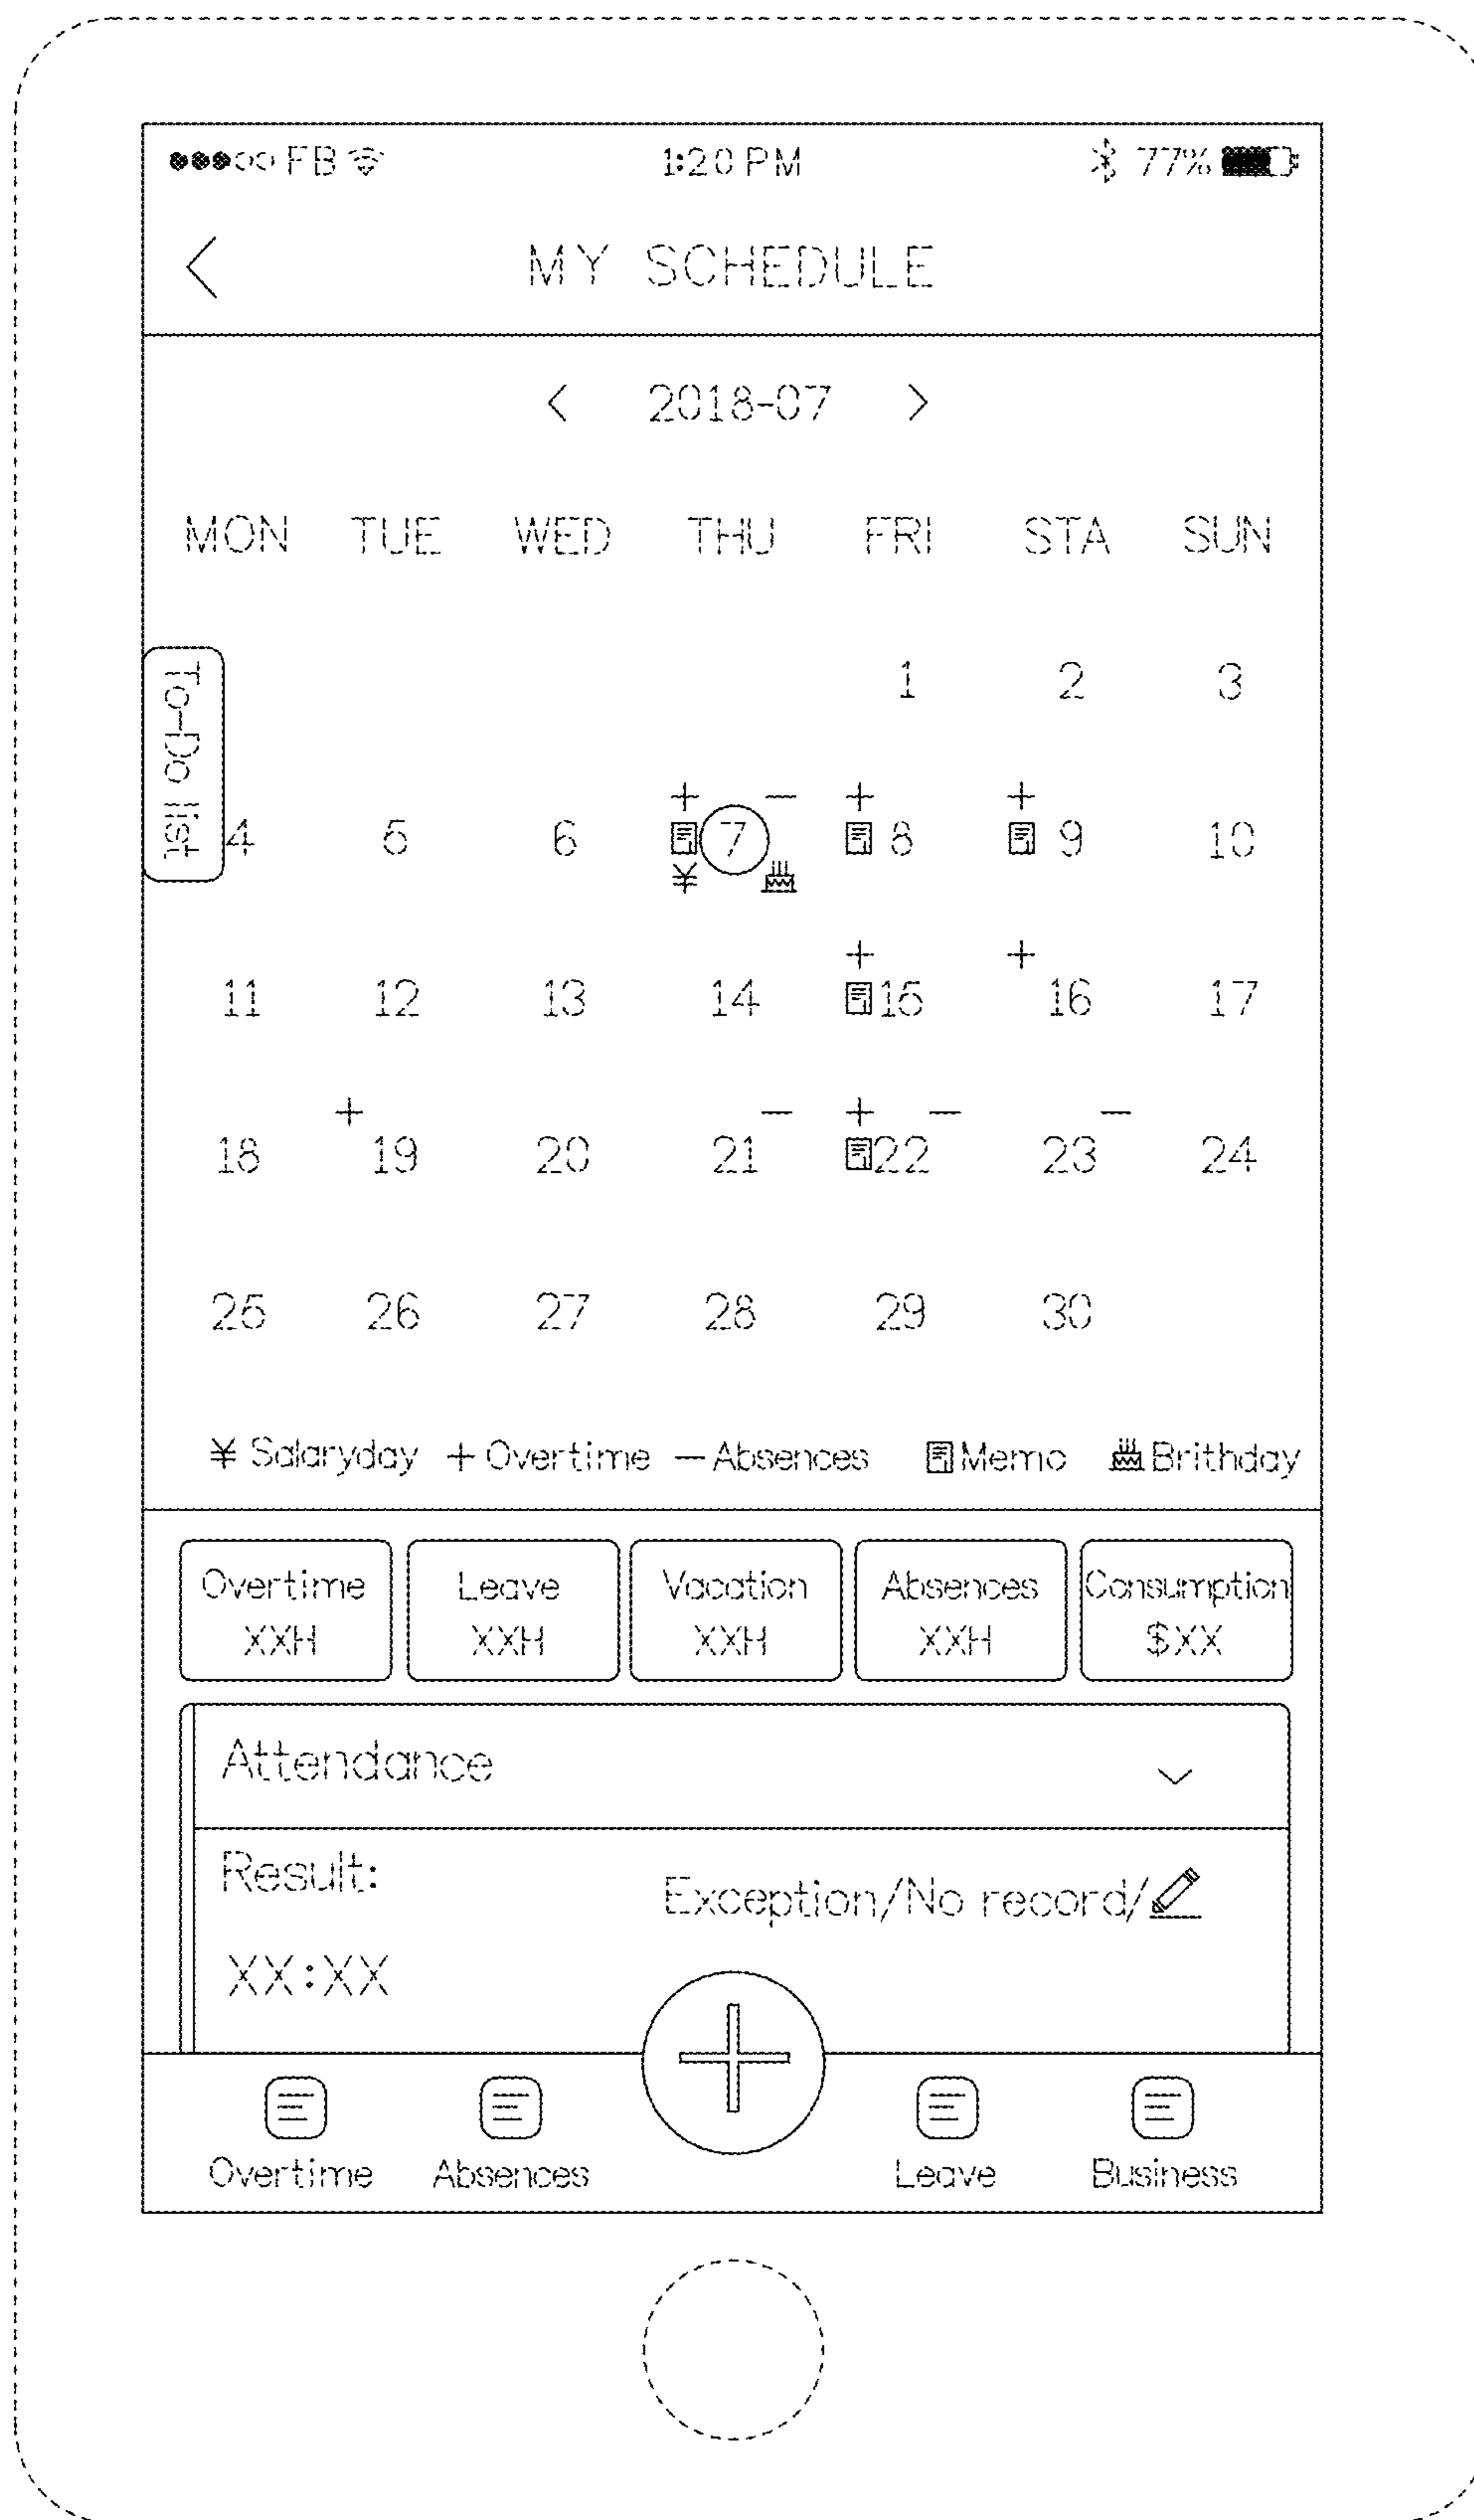 FB 1:20 PM 77%
MY SCHEDULE
< 2018-07 >
MON TUE WED THU FRI STA SUN
To-Do list
1 2 3
+ − + +
4 5 6 7 8 9 10
¥
+ +
11 12 13 14 15 16 17
+ − + − −
18 19 20 21 22 23 24
25 26 27 28 29 30
¥ Salaryday + Overtime − Absences Memo Brithday
Overtime Leave Vacation Absences Consumption
XXH XXH XXH XXH $XX
Attendance
Result:
Exception/No record/
XX:XX
+
Overtime Absences Leave Business